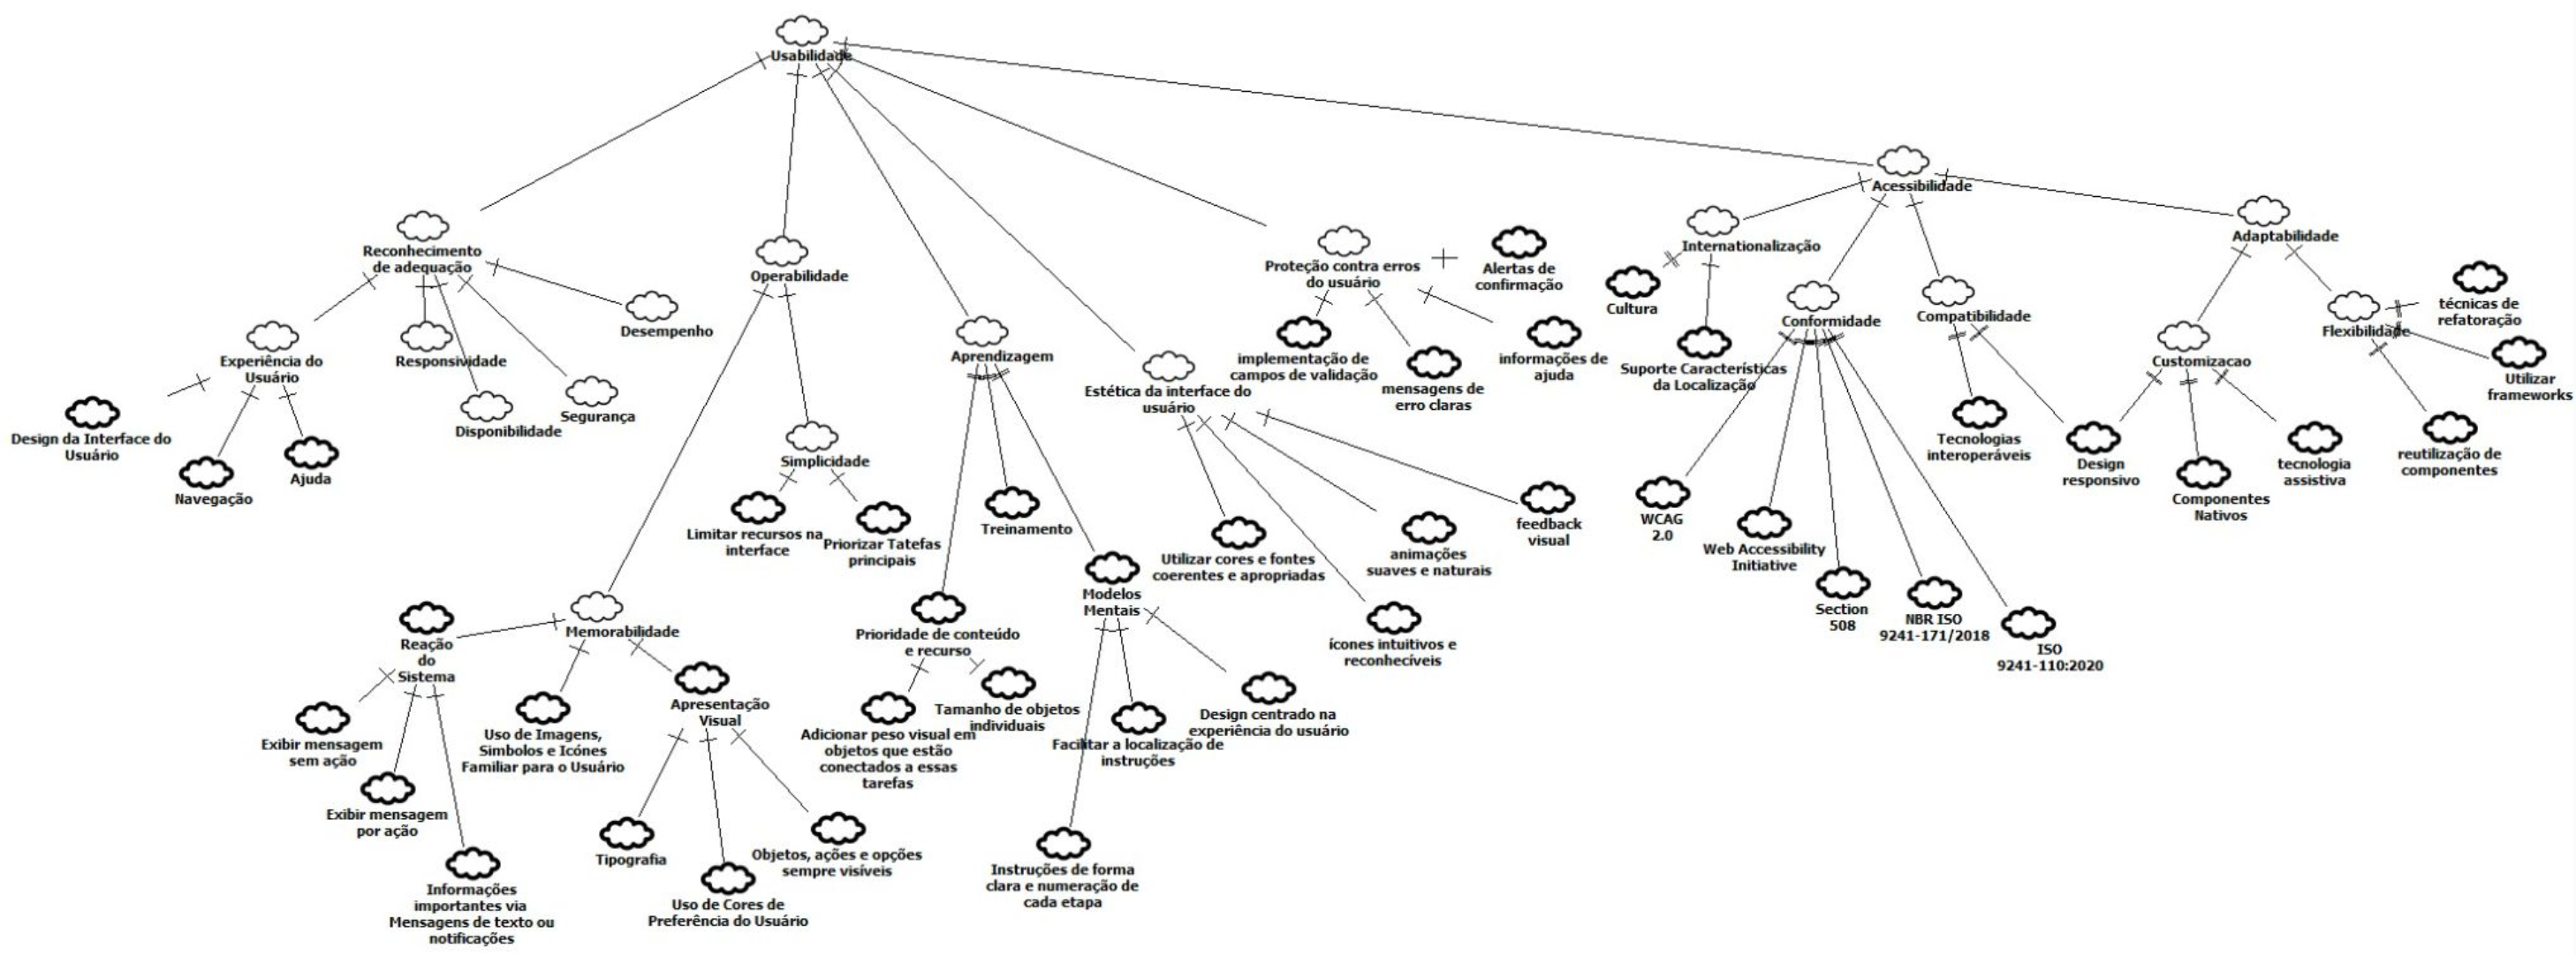 Usabilidade
Acessibilidade
Reconhecimento
de adequação
Operabilidade
Proteção contra erros
do usuário
Alertas de
confirmação
Internacionalização
Adaptabilidade
Cultura
Conformidade
Compatibilidade
Flexibilidade
técnicas de
refatoração
Desempenho
Experiência do
Usuário
Responsividade
Aprendizagem
implementação de
campos de validação
mensagens de
erro claras
informações de
ajuda
Suporte Características
da Localização
Customizacao
Utilizar
frameworks
Design da Interface do
Usuário
Navegação
Ajuda
Disponibilidade
Segurança
Estética da interface do
usuário
Simplicidade
Tecnologias
interoperáveis
Design
responsivo
Componentes
Nativos
tecnologia
assistiva
reutilização de
componentes
Limitar recursos na
interface
Priorizar Tatefas
principais
Treinamento
Utilizar cores e fontes
coerentes e apropriadas
animações
suaves e naturais
feedback
visual
WCAG
2.0
Web Accessibility
Initiative
Section
508
NBR ISO
9241-171/2018
ISO
9241-110:2020
Modelos
Mentais
ícones intuitivos e
reconhecíveis
Reação
do
Sistema
Memorabilidade
Prioridade de conteúdo
e recurso
Exibir mensagem
sem ação
Exibir mensagem
por ação
Informações
importantes via
Mensagens de texto ou
notificações
Uso de Imagens,
Simbolos e Icónes
Familiar para o Usuário
Apresentação
Visual
Tipografia
Uso de Cores de
Preferência do Usuário
Objetos, ações e opções
sempre visíveis
Adicionar peso visual em
objetos que estão
conectados a essas
tarefas
Tamanho de objetos
individuais
Facilitar a localização de
instruções
Design centrado na
experiência do usuário
Instruções de forma
clara e numeração de
cada etapa